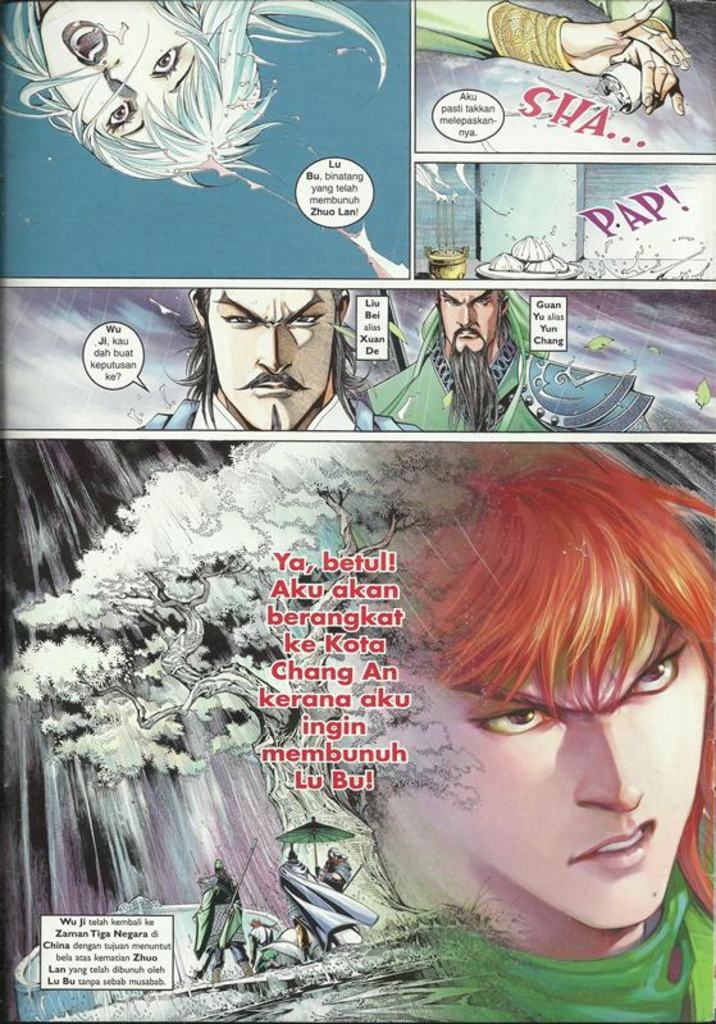 Lu
Bu, binatang
yang telah
membunuh
Zhuo Lan!
Aku
pasti takkan
melepaskan-
nya.
SHA...
PAP!
Wu
Ji, kau
dah buat
keputusan
ke?
Liu
Bei
alias
Xuan
De
Guan
Yu alias
Yun
Chang
Ya, betul!
Aku akan
berangkat
ke Kota
Chang An
kerana aku
ingin
membunuh
Lu Bu!
Wu Ji telah kembali ke
Zaman Tiga Negara di
China dengan tujuan menuntut
bela atas kematian Zhuo
Lan yang telah dibunuh oleh
Lu Bu tanpa sebab musabab.